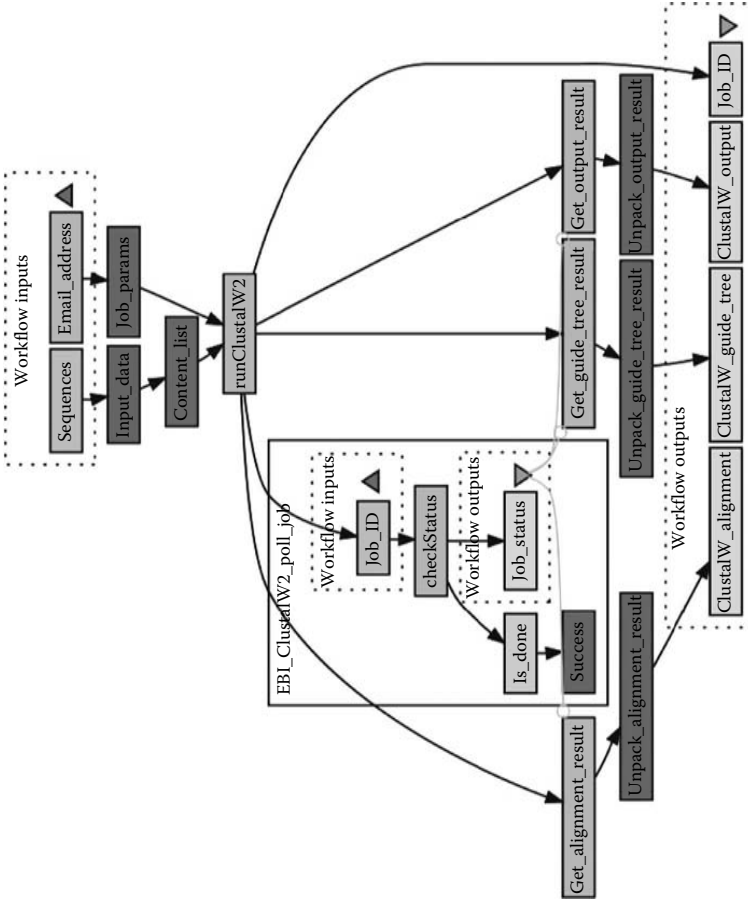 Workflow inputs
Sequences
Email_address
Input_data
Job_params
Content_list
runClustalW2
EBI_ClustalW2_poll_job
Workflow inputs
Job_ID
checkStatus
Workflow outputs
Is_done
Job_status
Success
Get_alignment_result
Get_guide_tree_result
Get_output_result
Unpack_alignment_result
Unpack_guide_tree_result
Unpack_output_result
Workflow outputs
ClustalW_alignment
ClustalW_guide_tree
ClustalW_output
Job_ID